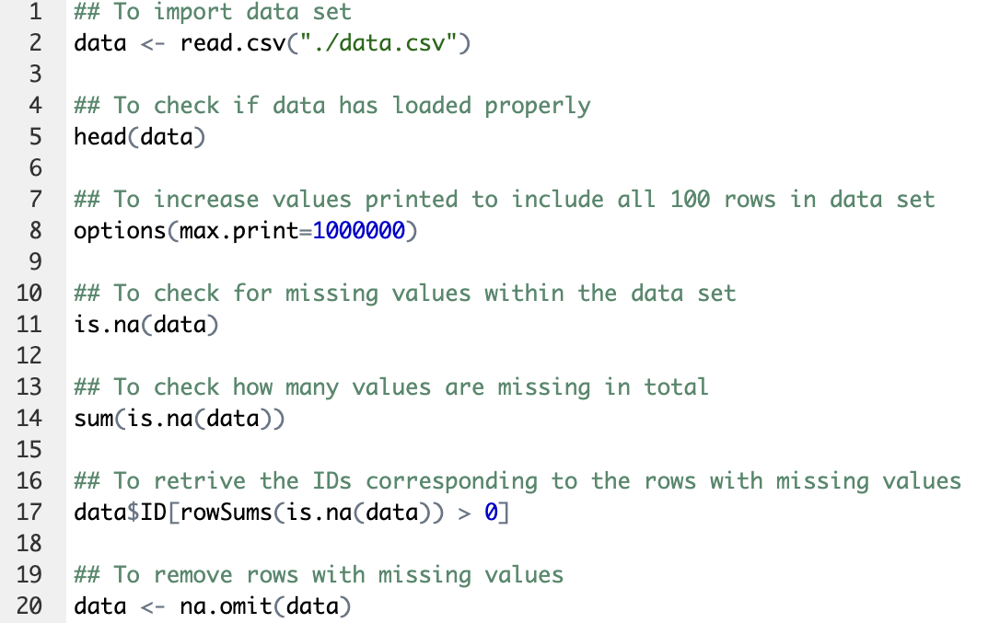 1 ## To import data set
2 data <- read.csv("./data.csv")
3
4 ## To check if data has loaded properly
5 head(data)
6
7 ## To increase values printed to include all 100 rows in data set
8 options(max.print=1000000)
9
10 ## To check for missing values within the data set
11 is.na(data)
12
13 ## To check how many values are missing in total
14 sum(is.na(data))
15
16 ## To retrive the IDs corresponding to the rows with missing values
17 data$ID[rowSums(is.na(data)) > 0]
18
19 ## To remove rows with missing values
20 data <- na.omit(data)